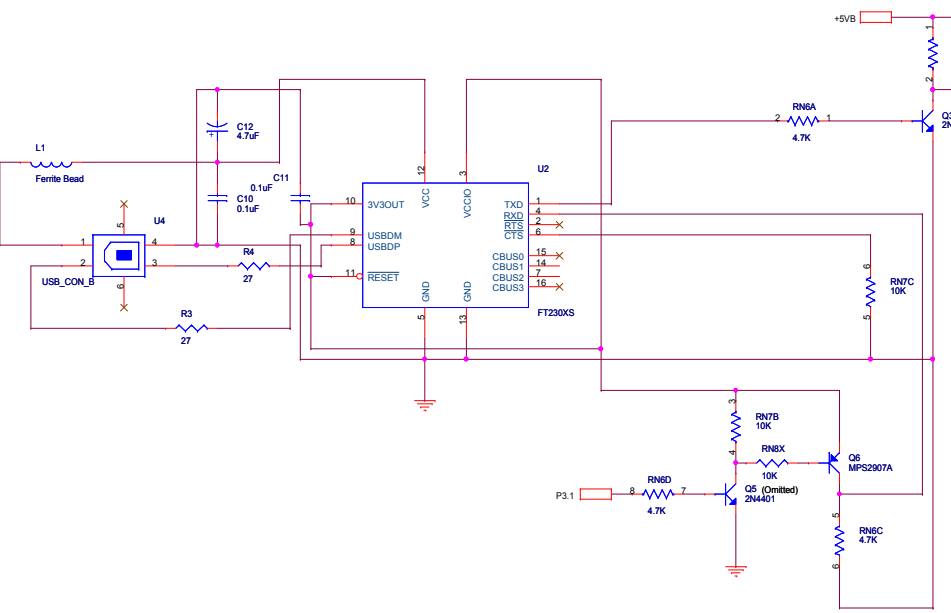 +5VB
1
2
RN6A
2
1
4.7K
Q3
2N
C12
4.7uF
+
L1
Ferrite Bead
C11
0.1uF
C10
0.1uF
U2
12
VCC
3
VCCIO
10
3V3OUT
TXD
1
RXD
4
RTS
2
CTS
6
9
USBDM
8
USBDP
CBUS0
15
CBUS1
14
CBUS2
7
CBUS3
16
11
RESET
GND
5
GND
13
FT230XS
U4
5
1
4
2
3
6
USB_CON_B
R4
27
R3
27
6
RN7C
10K
5
3
RN7B
10K
4
RN8X
10K
Q6
MPS2907A
P3.1
RN6D
8
7
4.7K
Q5
(Omitted)
2N4401
5
RN6C
4.7K
6